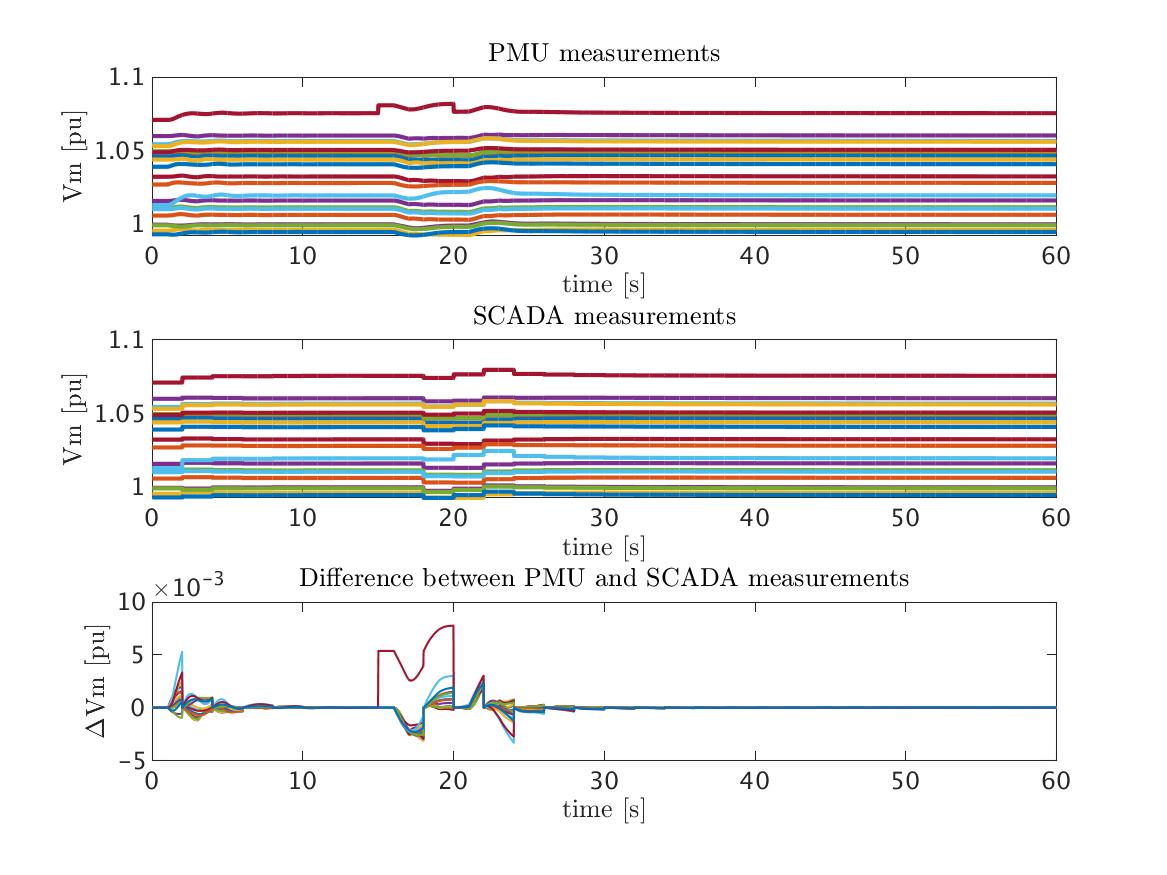 PMU measurements
1.1
1.05
1
Vm [pu]
0 10 20 30 40 50 60
time [s]
SCADA measurements
1.1
1.05
1
Vm [pu]
0 10 20 30 40 50 60
time [s]
Difference between PMU and SCADA measurements
×10⁻³
10
5
0
-5
ΔVm [pu]
0 10 20 30 40 50 60
time [s]